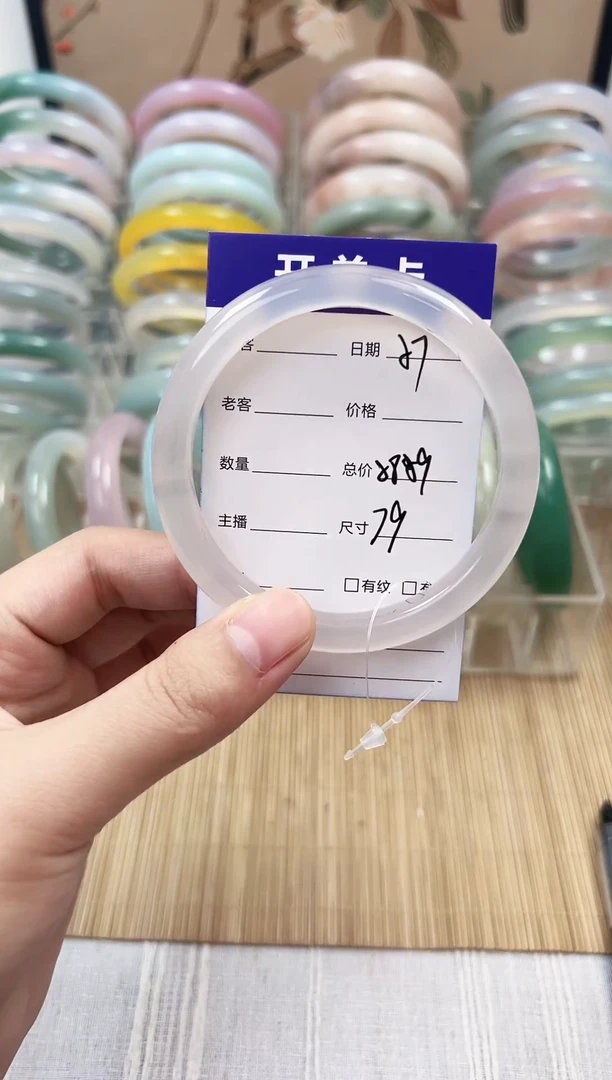 开单卡
客 日期 27
老客 价格
数量 总价
主播 尺寸 79
□有纹 □